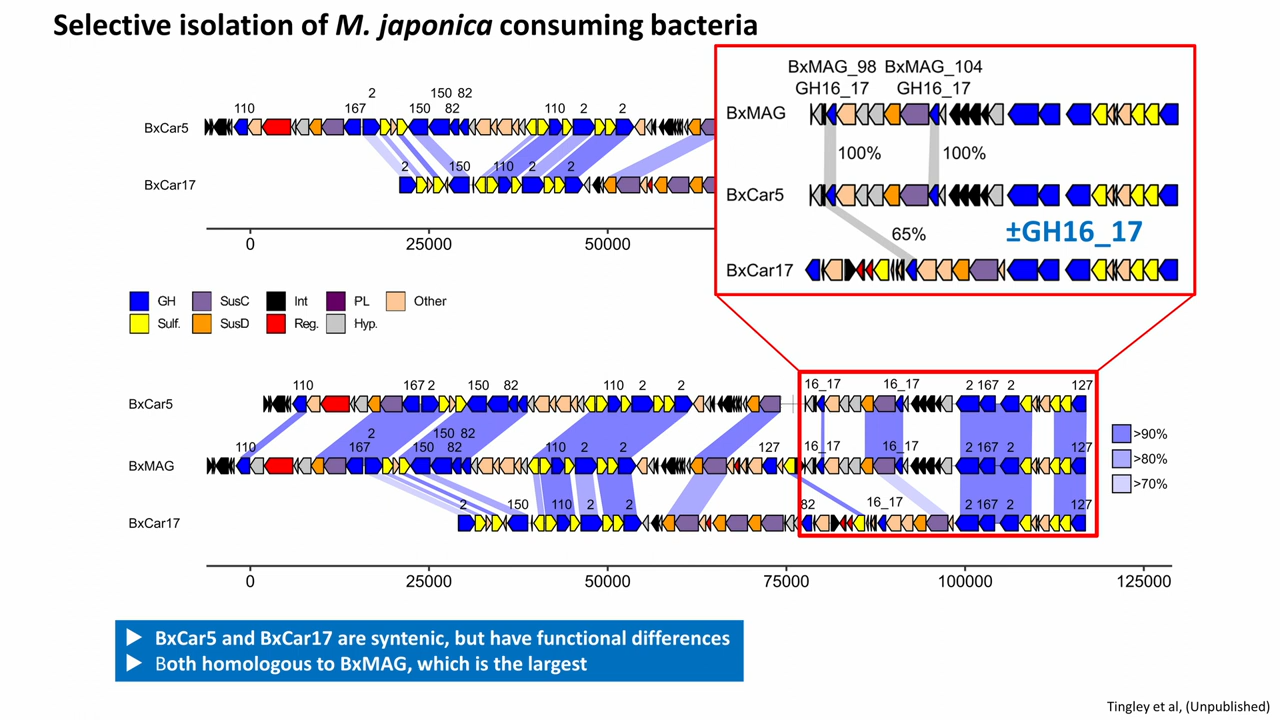 Selective isolation of M. japonica consuming bacteria
BxMAG_98 BxMAG_104
GH16_17 GH16_17
BxMAG
100% 100%
BxCar5
65% ±GH16_17
BxCar17
2 150 82
110 167 150 82 110 2 2
BxCar5
2 150 110 2 2
BxCar17
0 25000 50000
GH SusC Int PL Other
Sulf. SusD Reg. Hyp.
110 167 2 150 82 110 2 2 16_17 16_17 2 167 2 127
BxCar5
2 150 82
110 167 150 82 110 2 2 127 16_17 16_17 2 167 2 127
BxMAG
2 150 110 2 2 82 16_17 2 167 2 127
BxCar17
>90%
>80%
>70%
0 25000 50000 75000 100000 125000
BxCar5 and BxCar17 are syntenic, but have functional differences
Both homologous to BxMAG, which is the largest
Tingley et al, (Unpublished)